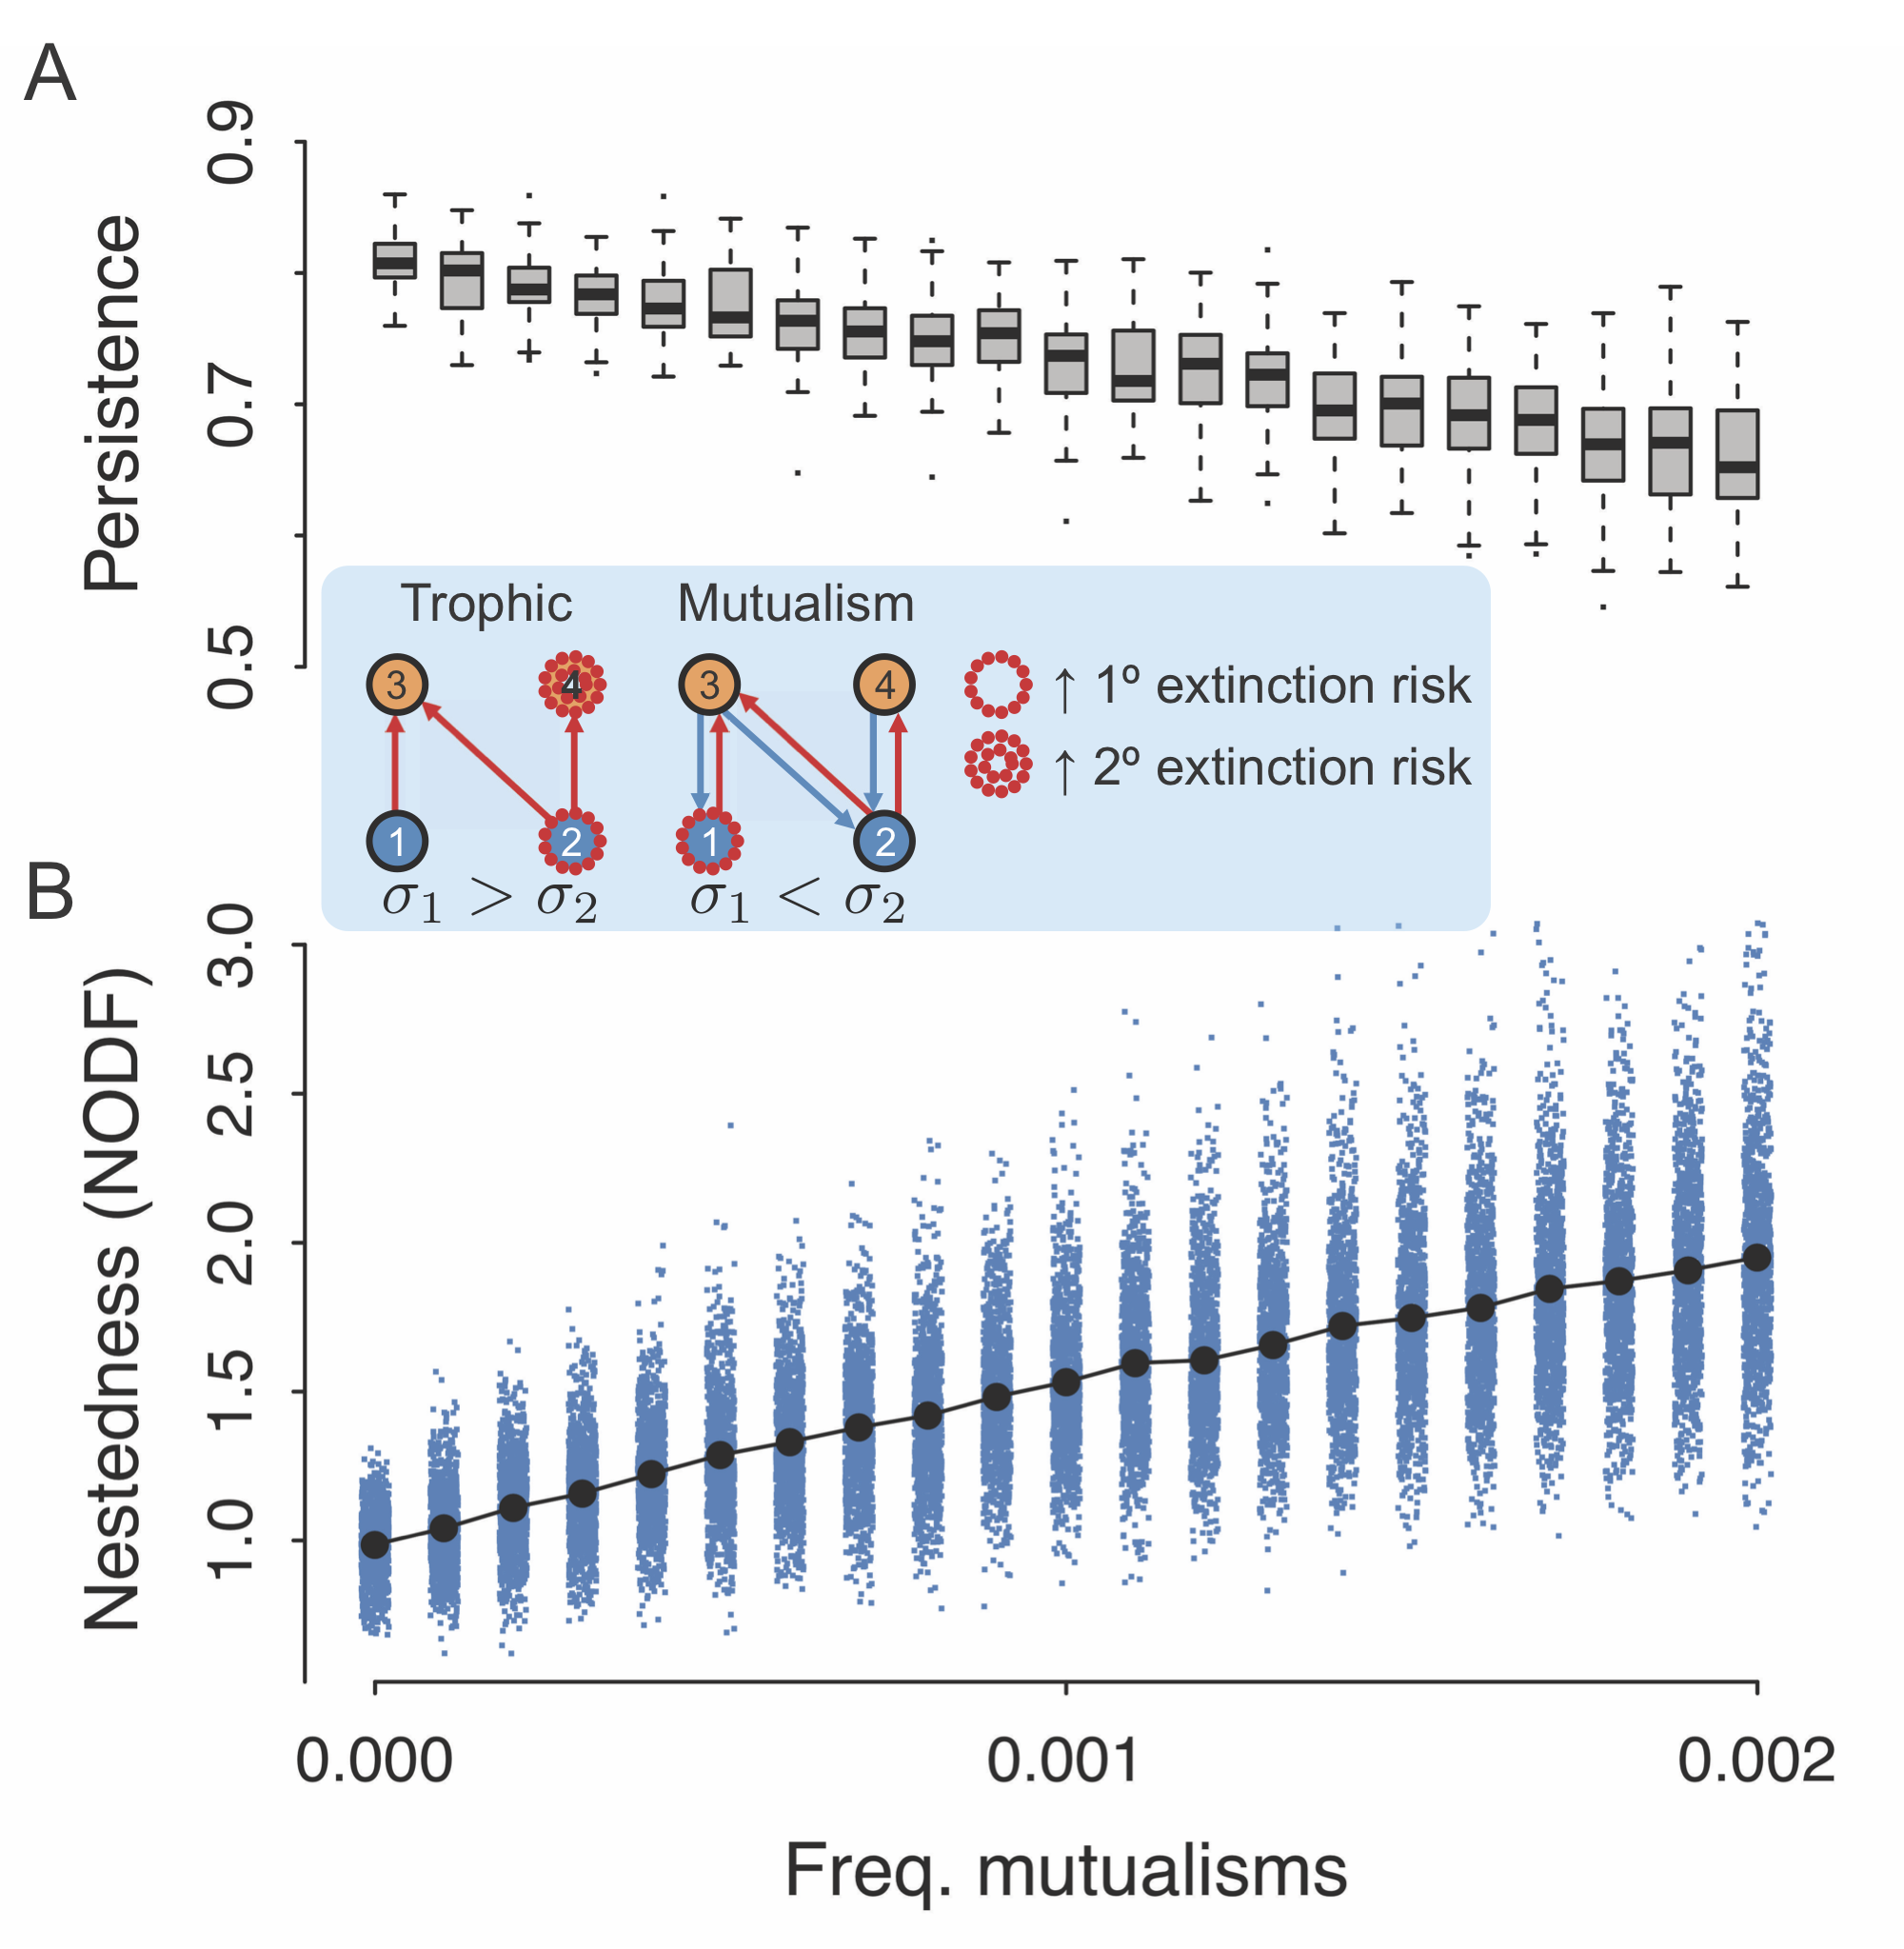 A
Persistence
0.9
0.7
0.5
Trophic
Mutualism
3
4
3
4
↑ 1º extinction risk
↑ 2º extinction risk
1
2
1
2
σ1 > σ2
σ1 < σ2
B
Nestedness (NODF)
3.0
2.5
2.0
1.5
1.0
0.000
0.001
0.002
Freq. mutualisms